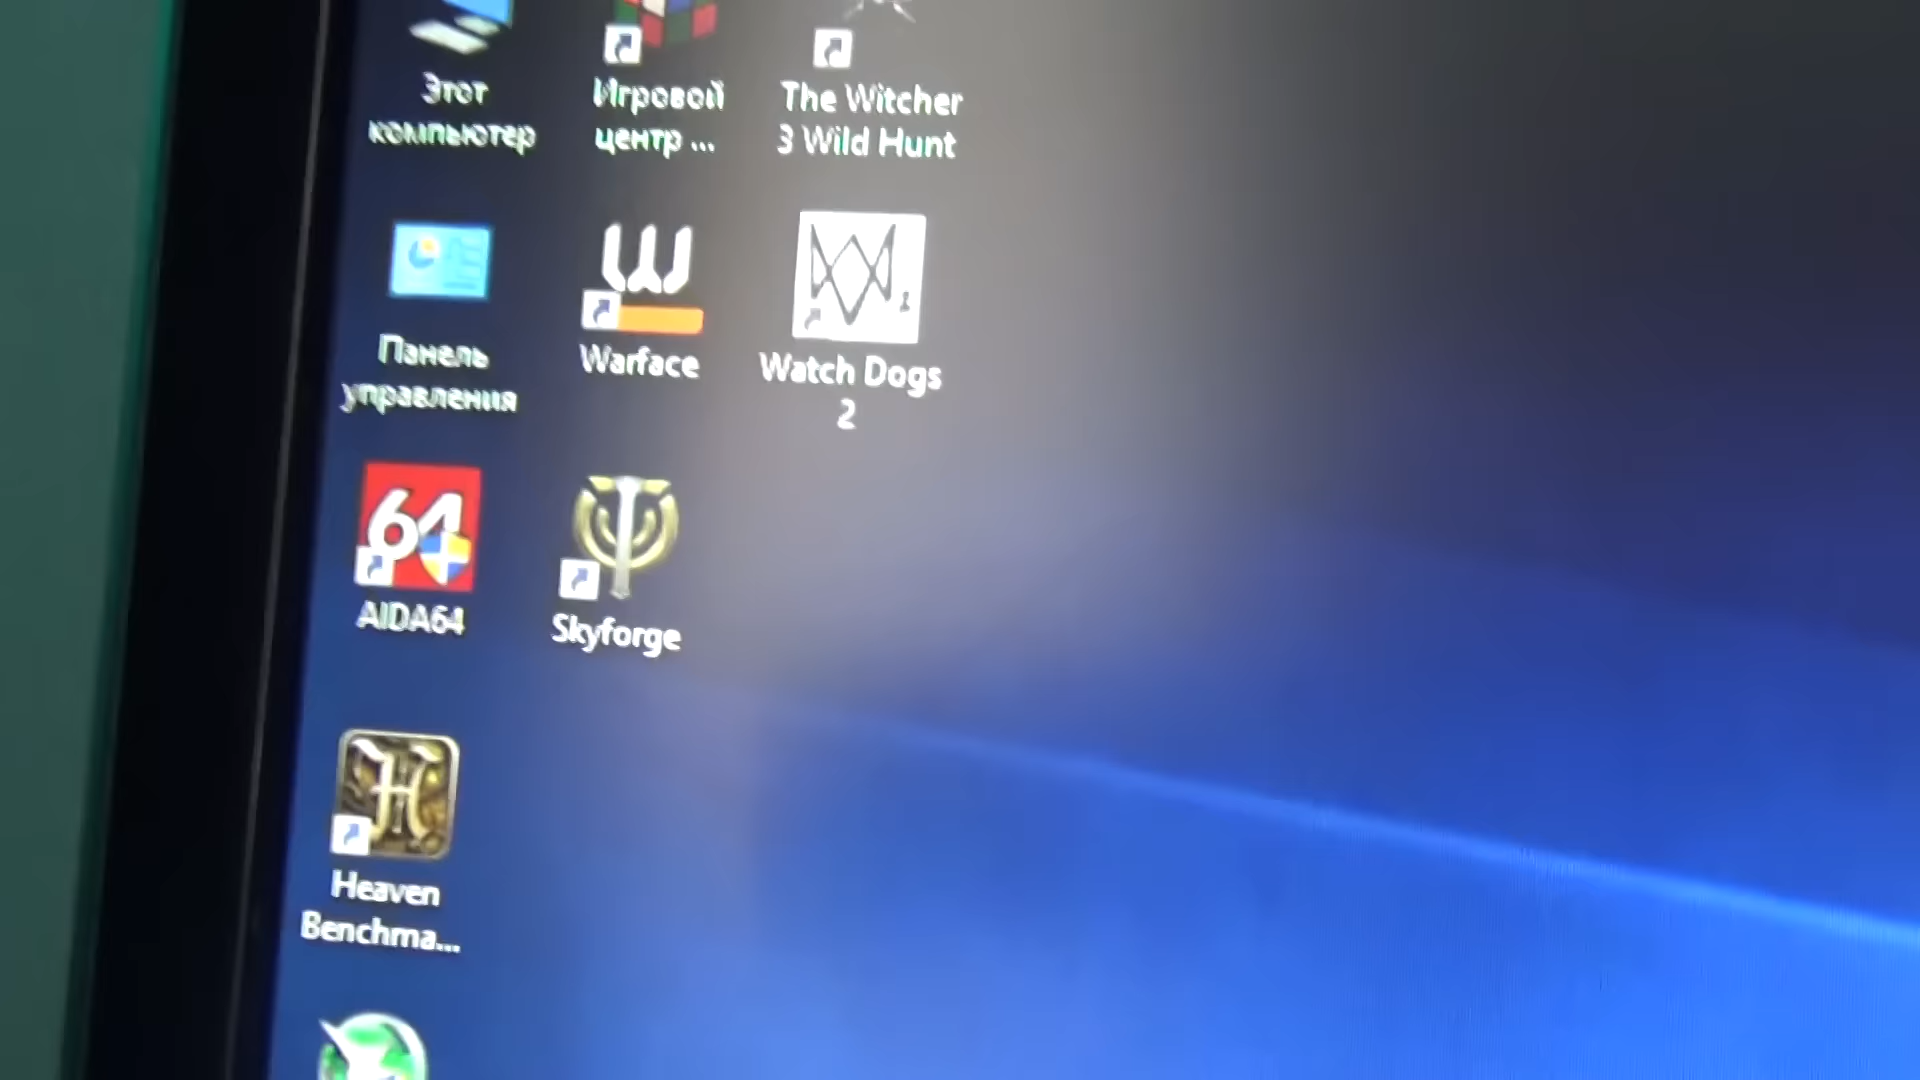 Этот
компьютер
Игровой
центр ...
The Witcher
3 Wild Hunt
Панель
управления
Warface
Watch Dogs
2
64
AIDA64
Skyforge
H
Heaven
Benchma...